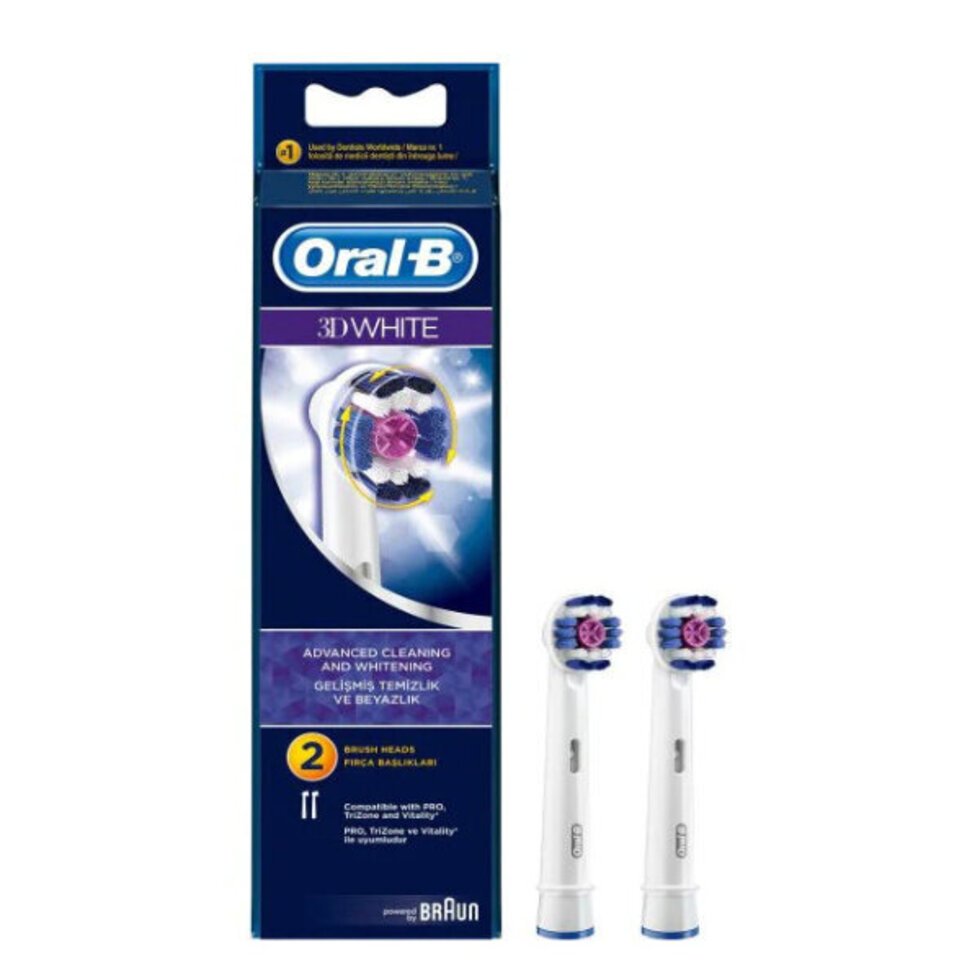 #1
Used by Dentists Worldwide / Marca nr. 1
folosită de medicii dentiști din întreaga lume /
Oral-B®
3DWHITE
ADVANCED CLEANING
AND WHITENING
GELİŞMİŞ TEMİZLİK
VE BEYAZLIK
2
BRUSH HEADS
FIRÇA BAŞLIKLARI
Compatible with PRO,
TriZone and Vitality*
PRO, TriZone ve Vitality*
ile uyumludur
powered
by BRAUN
Oral-B
Oral-B